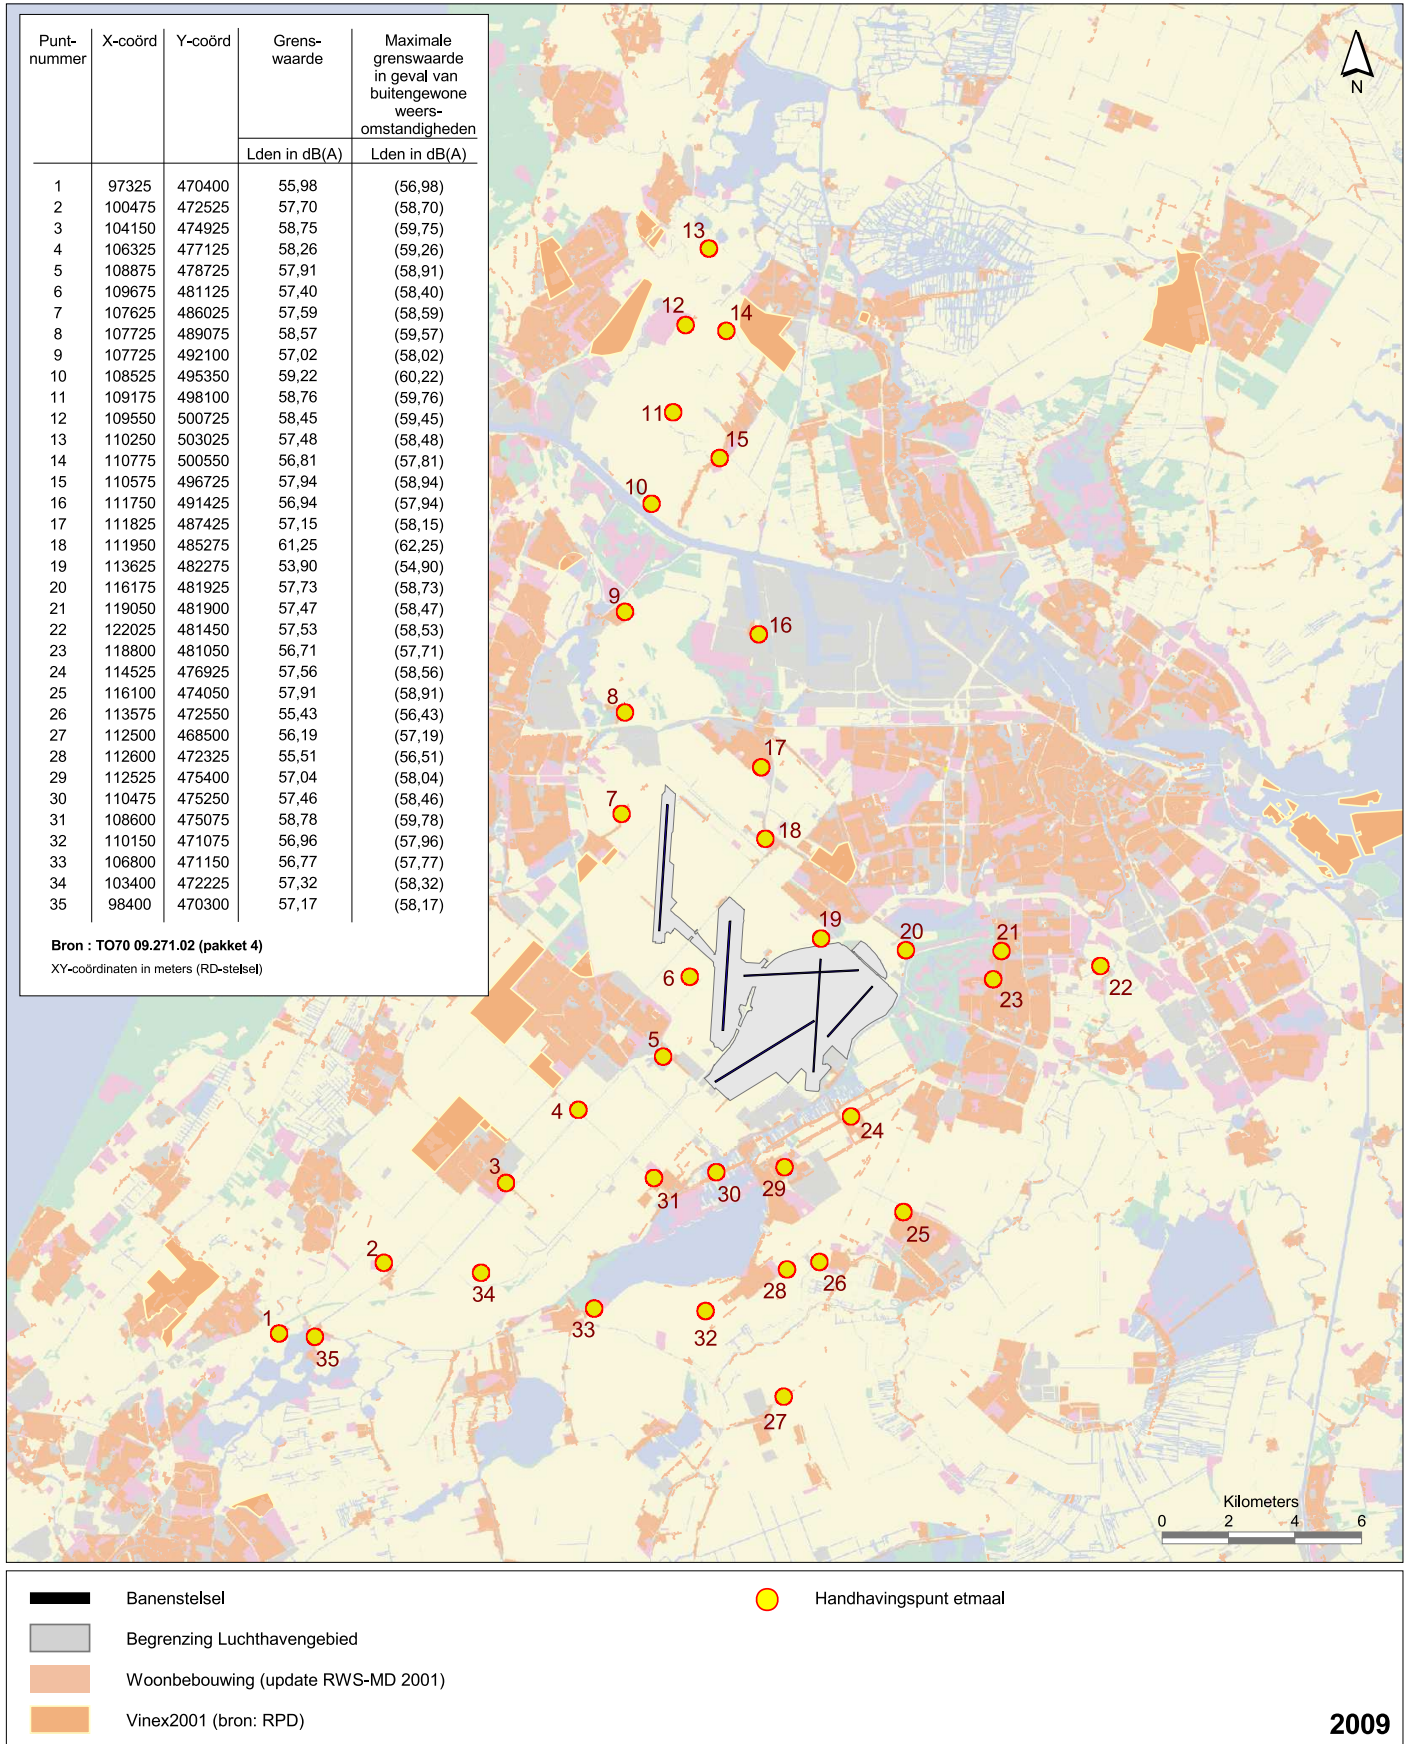 Punt-
nummer
X-coörd
Y-coörd
Grens-
waarde
Maximale
grenswaarde
in geval van
buitengewone
weers-
omstandigheden
Lden in dB(A) Lden in dB(A)
1 97325 470400 55,98 (56,98)
2 100475 472525 57,70 (58,70)
3 104150 474925 58,75 (59,75)
4 106325 477125 58,26 (59,26)
5 108875 478725 57,91 (58,91)
6 109675 481125 57,40 (58,40)
7 107625 486025 57,59 (58,59)
8 107725 489075 58,57 (59,57)
9 107725 492100 57,02 (58,02)
10 108525 495350 59,22 (60,22)
11 109175 498100 58,76 (59,76)
12 109550 500725 58,45 (59,45)
13 110250 503025 57,48 (58,48)
14 110775 500550 56,81 (57,81)
15 110575 496725 57,94 (58,94)
16 111750 491425 56,94 (57,94)
17 111825 487425 57,15 (58,15)
18 111950 485275 61,25 (62,25)
19 113625 482275 53,90 (54,90)
20 116175 481925 57,73 (58,73)
21 119050 481900 57,47 (58,47)
22 122025 481450 57,53 (58,53)
23 118800 481050 56,71 (57,71)
24 114525 476925 57,56 (58,56)
25 116100 474050 57,91 (58,91)
26 113575 472550 55,43 (56,43)
27 112500 468500 56,19 (57,19)
28 112600 472325 55,51 (56,51)
29 112525 475400 57,04 (58,04)
30 110475 475250 57,46 (58,46)
31 108600 475075 58,78 (59,78)
32 110150 471075 56,96 (57,96)
33 106800 471150 56,77 (57,77)
34 103400 472225 57,32 (58,32)
35 98400 470300 57,17 (58,17)
Bron : TO70 09.271.02 (pakket 4)
XY-coördinaten in meters (RD-stelsel)
N
13
12
14
11
15
10
9
16
8
17
7
18
19
20
21
6
22
23
5
4
24
3
31
30
29
25
2
34
28
26
1
35
33
32
27
Kilometers
0 2 4 6
Banenstelsel
Handhavingspunt etmaal
Begrenzing Luchthavengebied
Woonbebouwing (update RWS-MD 2001)
Vinex2001 (bron: RPD)
2009